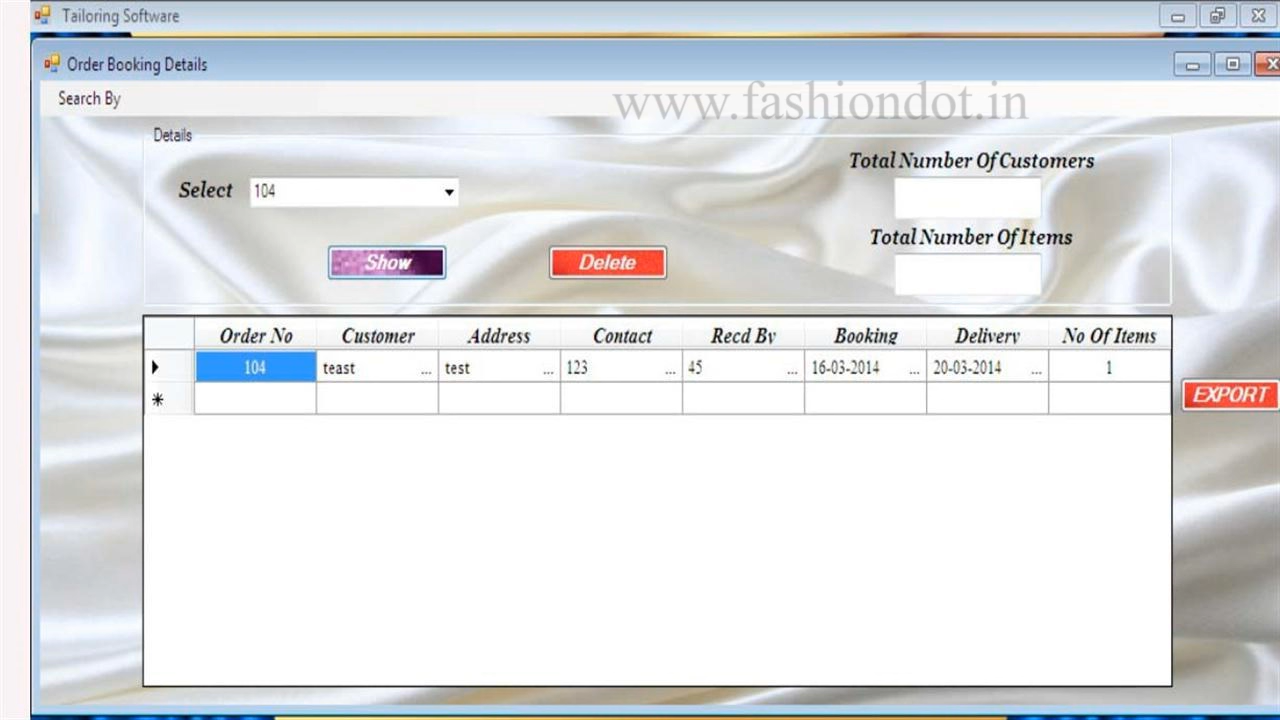 Tailoring Software
Order Booking Details
Search By
www.fashiondot.in
Details
Select 104
Total Number Of Customers
Show Delete
Total Number Of Items
Order No Customer Address Contact Recd By Booking Delivery No Of Items
104 teast ... test ... 123 ... 45 ... 16-03-2014 ... 20-03-2014 ... 1
EXPORT